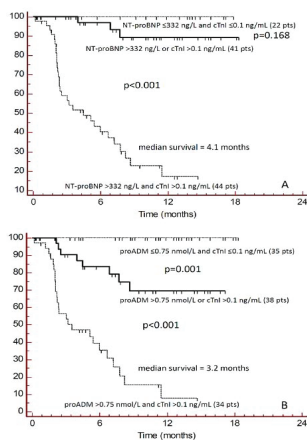 100
90
80
70
60
50
40
30
20
10
NT-proBNP ≤332 ng/L and cTnI ≤0.1 ng/mL (22 pts)
p=0.168
NT-proBNP >332 ng/L or cTnI >0.1 ng/mL (41 pts)
p<0.001
median survival = 4.1 months
NT-proBNP >332 ng/L and cTnI >0.1 ng/mL (44 pts)
A
0 6 12 18 24
Time (months)
100
90
80
70
60
50
40
30
20
10
0
proADM ≤0.75 nmol/L and cTnI ≤0.1 ng/mL (35 pts)
p=0.001
proADM >0.75 nmol/L or cTnI >0.1 ng/mL (38 pts)
p<0.001
median survival = 3.2 months
proADM >0.75 nmol/L and cTnI >0.1 ng/mL (34 pts)
B
0 6 12 18 24
Time (months)